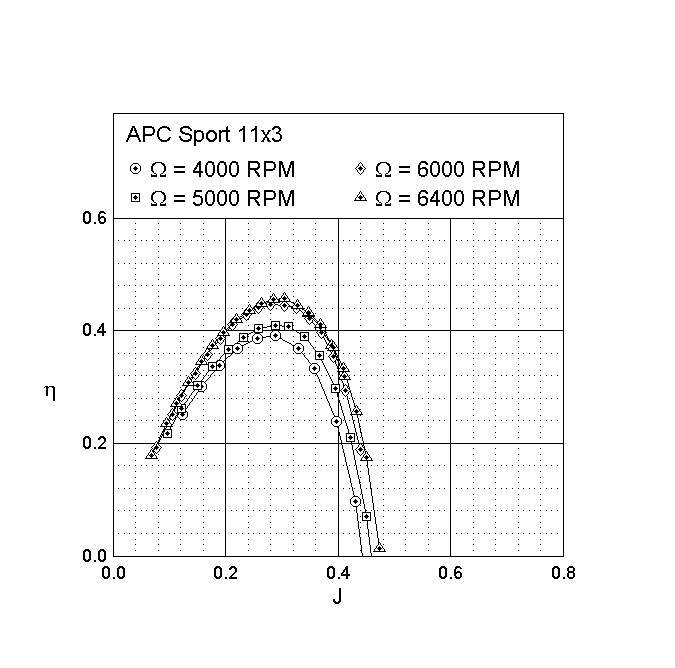 APC Sport 11x3
Ω = 4000 RPM Ω = 6000 RPM
Ω = 5000 RPM Ω = 6400 RPM
0.6
0.4
η
0.2
0.0
0.0 0.2 0.4 0.6 0.8
J